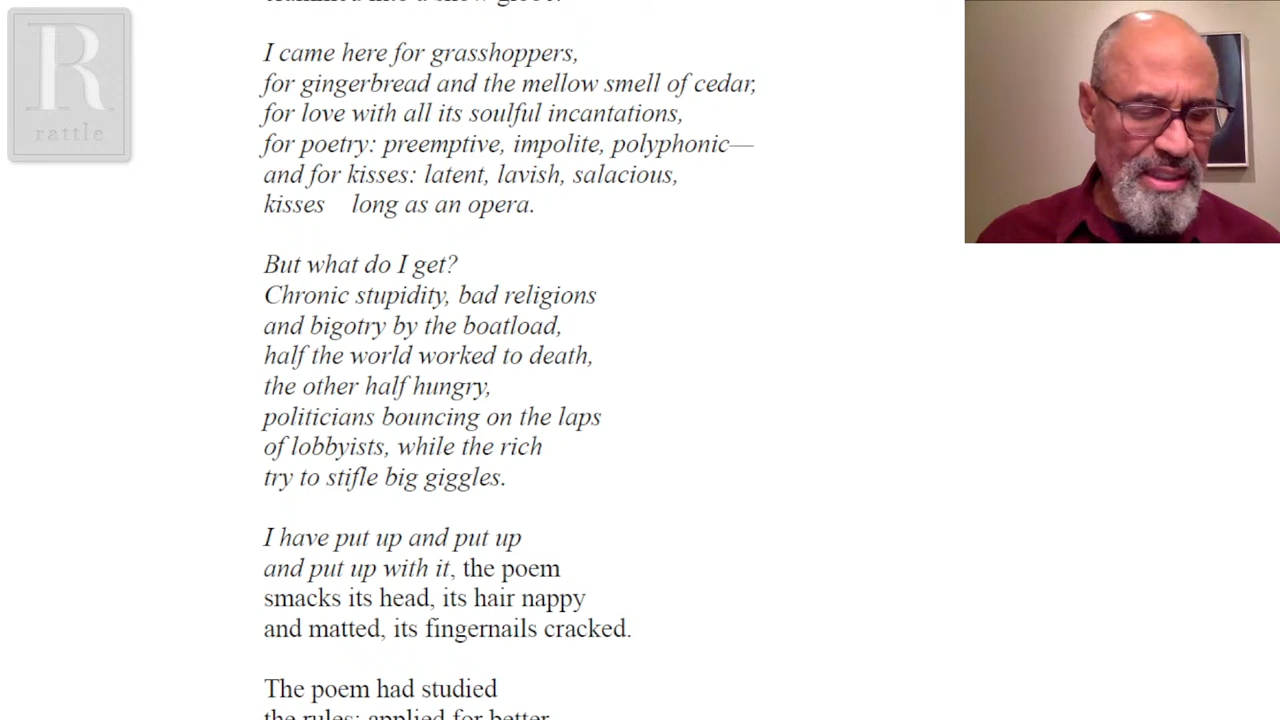 R
rattle
I came here for grasshoppers,
for gingerbread and the mellow smell of cedar,
for love with all its soulful incantations,
for poetry: preemptive, impolite, polyphonic—
and for kisses: latent, lavish, salacious,
kisses    long as an opera.
But what do I get?
Chronic stupidity, bad religions
and bigotry by the boatload,
half the world worked to death,
the other half hungry,
politicians bouncing on the laps
of lobbyists, while the rich
try to stifle big giggles.
I have put up and put up
and put up with it, the poem
smacks its head, its hair nappy
and matted, its fingernails cracked.
The poem had studied
the rules; applied for better